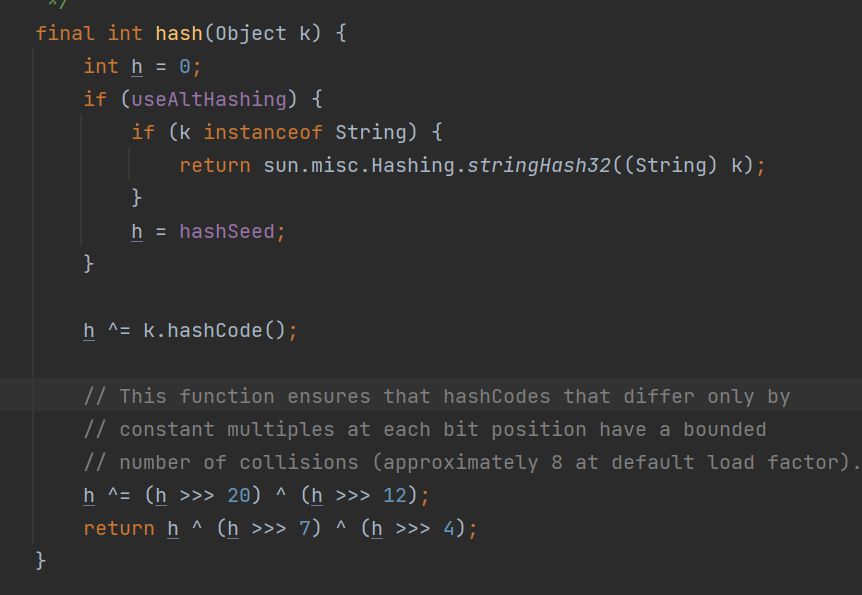 */
final int hash(Object k) {
    int h = 0;
    if (useAltHashing) {
        if (k instanceof String) {
            return sun.misc.Hashing.stringHash32((String) k);
        }
        h = hashSeed;
    }

    h ^= k.hashCode();

    // This function ensures that hashCodes that differ only by
    // constant multiples at each bit position have a bounded
    // number of collisions (approximately 8 at default load factor).
    h ^= (h >>> 20) ^ (h >>> 12);
    return h ^ (h >>> 7) ^ (h >>> 4);
}